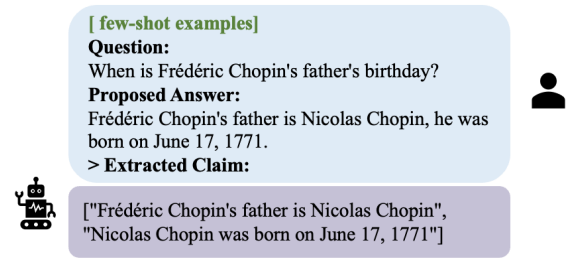 [ few-shot examples]
Question:
When is Frédéric Chopin's father's birthday?
Proposed Answer:
Frédéric Chopin's father is Nicolas Chopin, he was
born on June 17, 1771.
> Extracted Claim:
["Frédéric Chopin's father is Nicolas Chopin",
"Nicolas Chopin was born on June 17, 1771"]